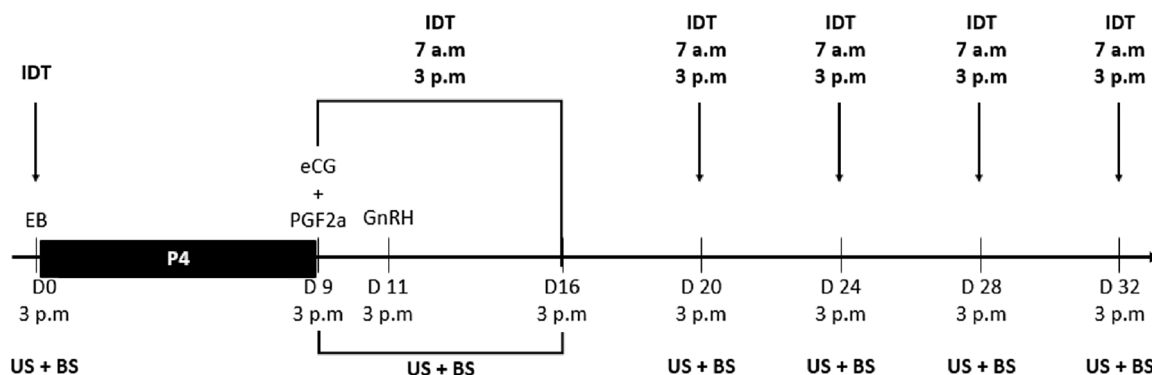 IDT
7 a.m
3 p.m
IDT
7 a.m
3 p.m
IDT
7 a.m
3 p.m
IDT
7 a.m
3 p.m
IDT
7 a.m
3 p.m
IDT
eCG
+
EB
PGF2a
GnRH
P4
D0
3 p.m
D 9
3 p.m
D 11
3 p.m
D16
3 p.m
D 20
3 p.m
D 24
3 p.m
D 28
3 p.m
D 32
3 p.m
US + BS
US + BS
US + BS
US + BS
US + BS
US + BS